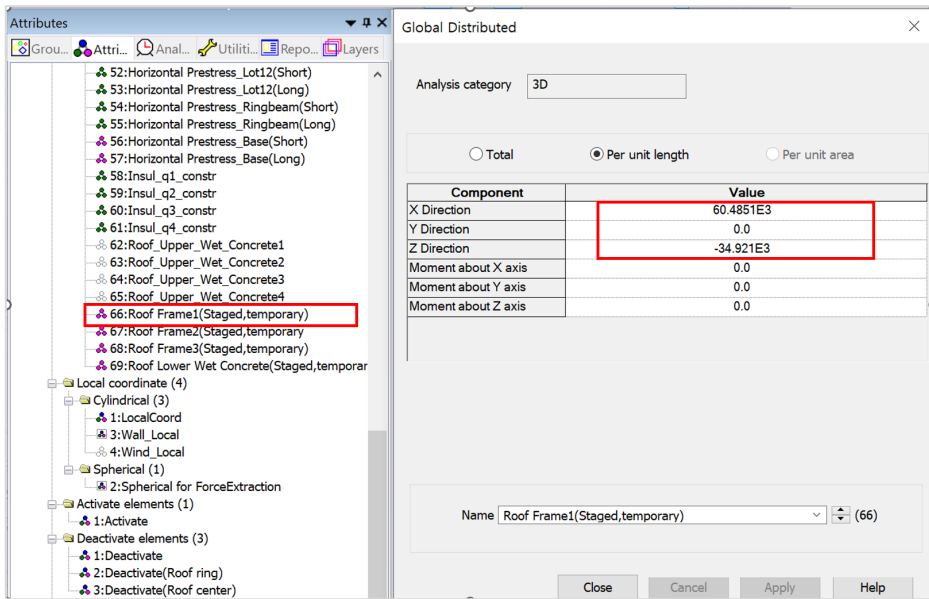 Attributes
Grou... Attri... Anal... Utiliti... Repo... Layers
52:Horizontal Prestress_Lot12(Short)
53:Horizontal Prestress_Lot12(Long)
54:Horizontal Prestress_Ringbeam(Short)
55:Horizontal Prestress_Ringbeam(Long)
56:Horizontal Prestress_Base(Short)
57:Horizontal Prestress_Base(Long)
58:Insul_q1_constr
59:Insul_q2_constr
60:Insul_q3_constr
61:Insul_q4_constr
62:Roof_Upper_Wet_Concrete1
63:Roof_Upper_Wet_Concrete2
64:Roof_Upper_Wet_Concrete3
65:Roof_Upper_Wet_Concrete4
66:Roof Frame1(Staged,temporary)
67:Roof Frame2(Staged,temporary
68:Roof Frame3(Staged,temporary)
69:Roof Lower Wet Concrete(Staged,temporar
Local coordinate (4)
Cylindrical (3)
1:LocalCoord
3:Wall_Local
4:Wind_Local
Spherical (1)
2:Spherical for ForceExtraction
Activate elements (1)
1:Activate
Deactivate elements (3)
1:Deactivate
2:Deactivate(Roof ring)
3:Deactivate(Roof center)
Global Distributed
Analysis category 3D
Total Per unit length Per unit area
Component Value
X Direction 60.4851E3
Y Direction 0.0
Z Direction -34.921E3
Moment about X axis 0.0
Moment about Y axis 0.0
Moment about Z axis 0.0
Name Roof Frame1(Staged,temporary) (66)
Close Cancel Apply Help